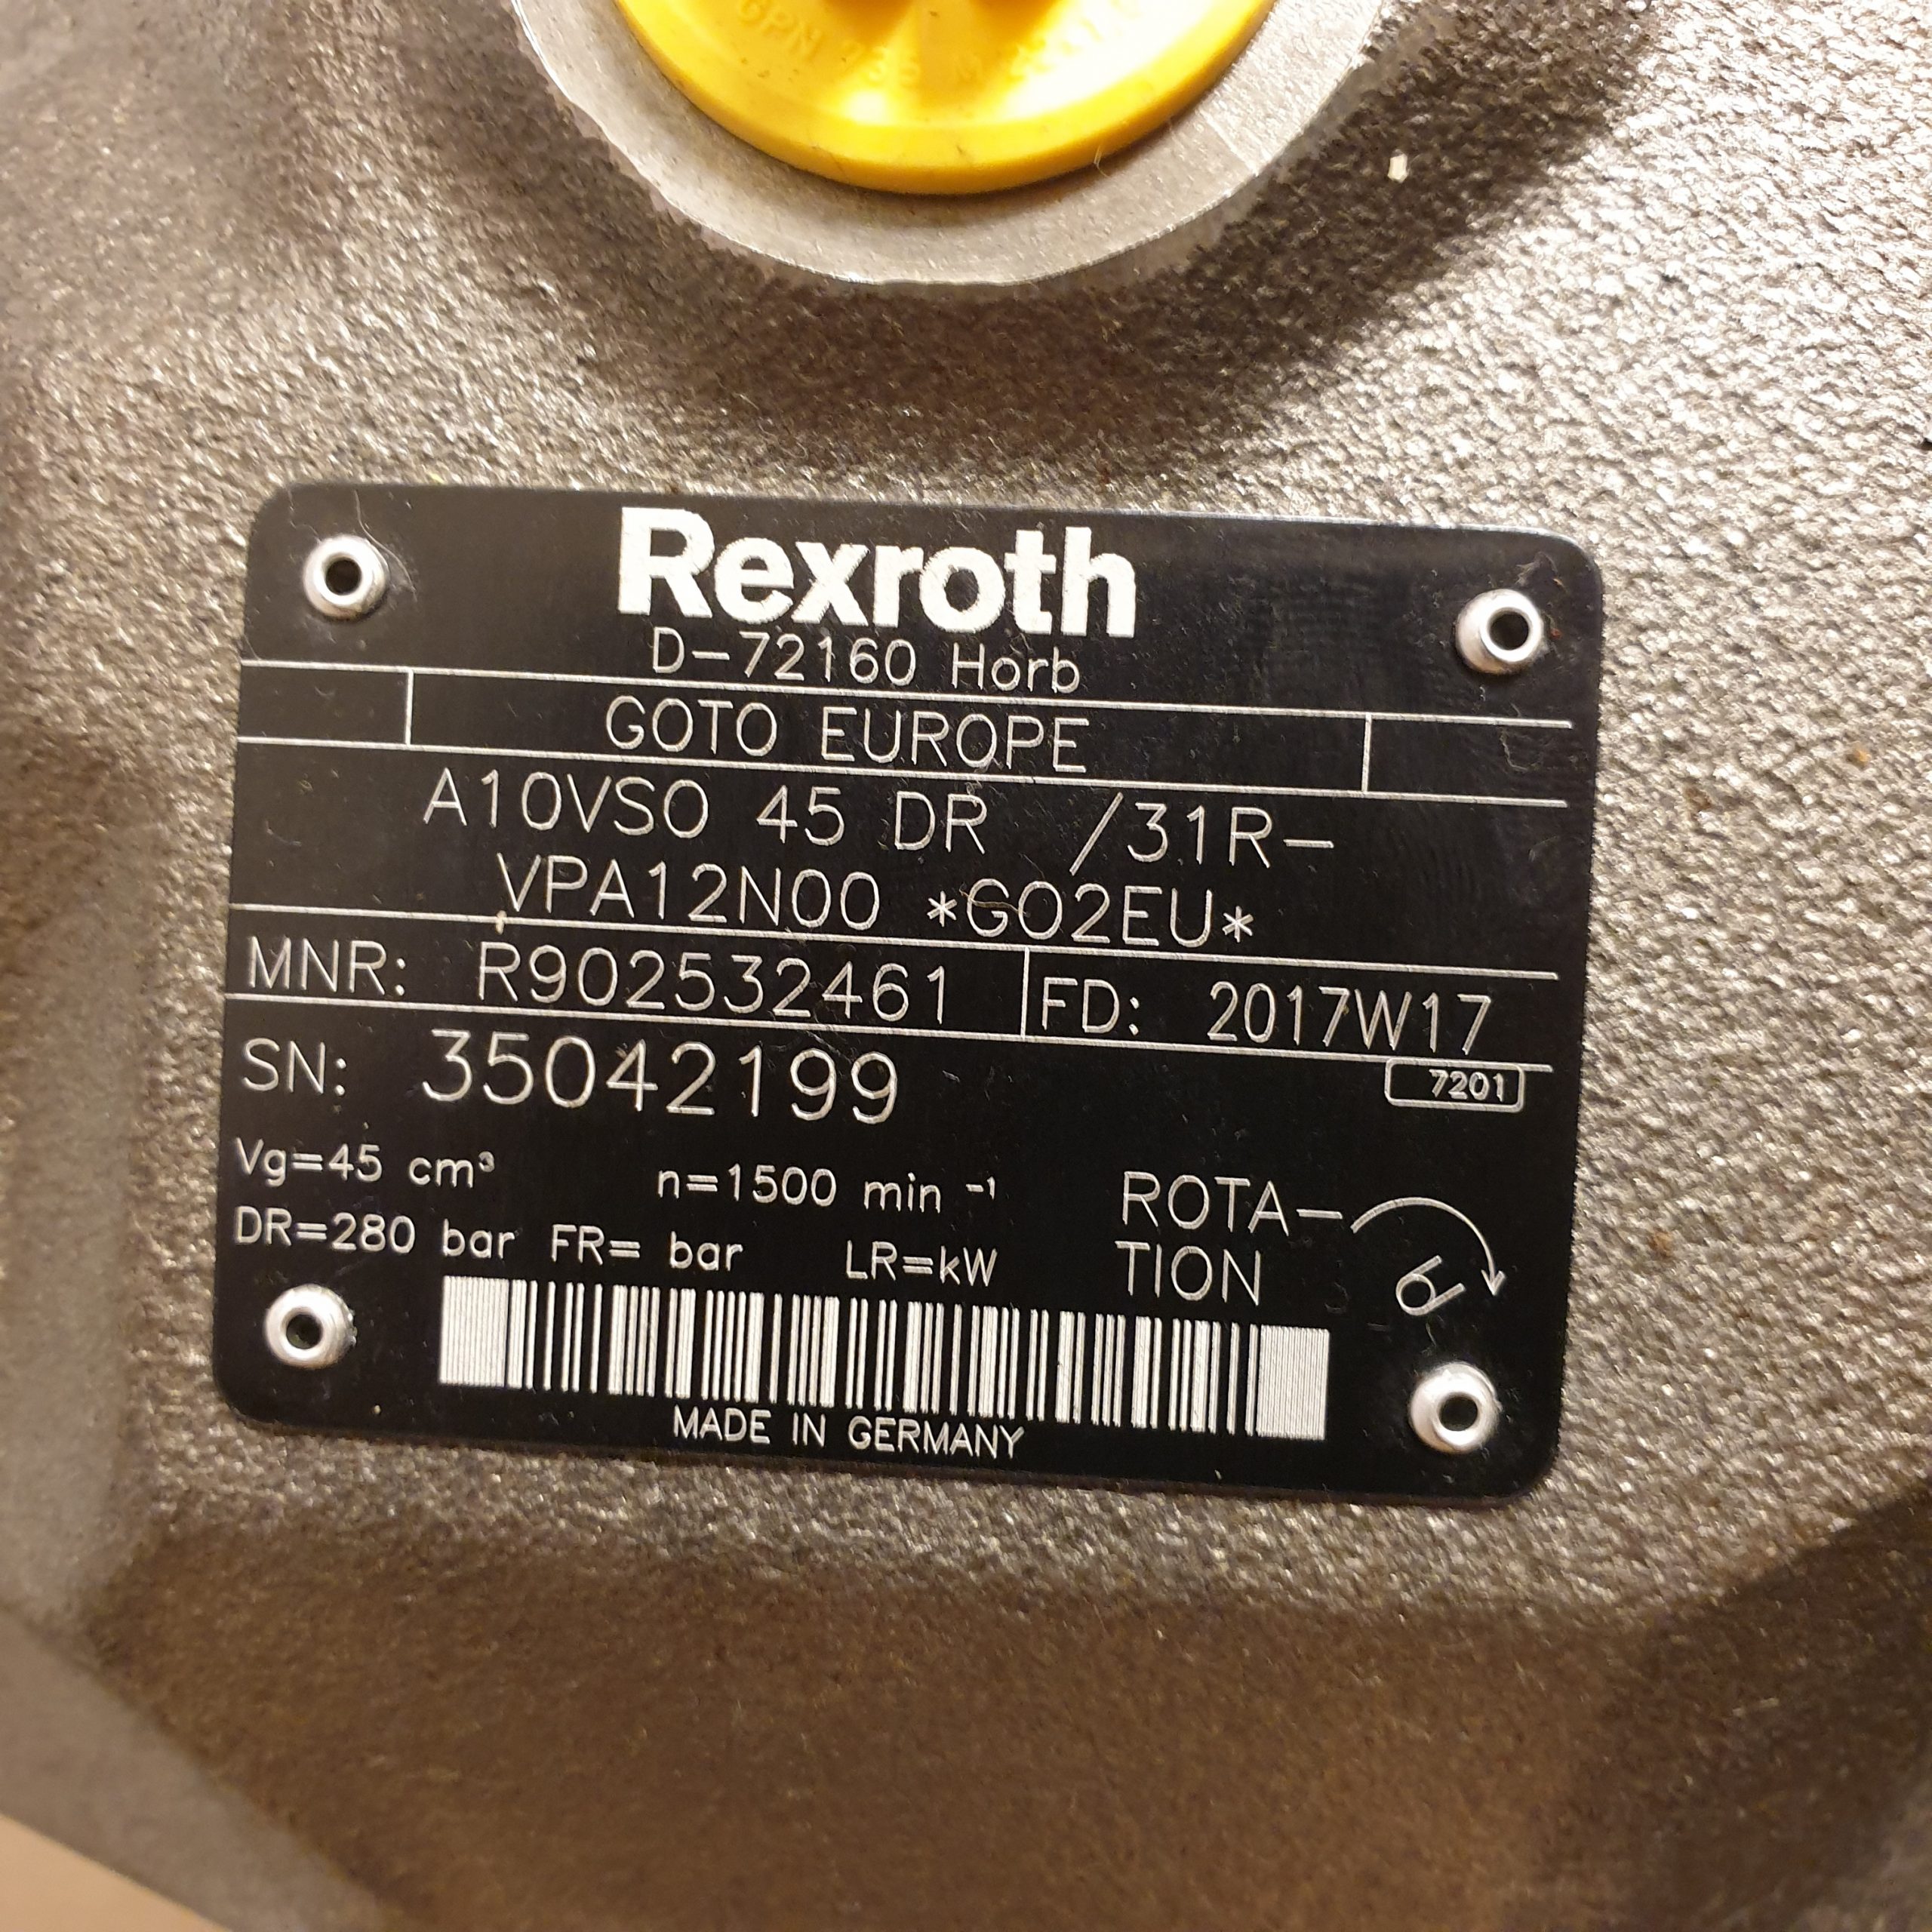 Rexroth
D-72160 Horb
GOTO EUROPE
A10VSO 45 DR /31R-
VPA12N00 *GO2EU*
MNR: R902532461 FD: 2017W17
SN: 35042199
7201
Vg=45 cm³ n=1500 min ⁻¹
DR=280 bar FR= bar LR=kW
ROTA-
TION
MADE IN GERMANY